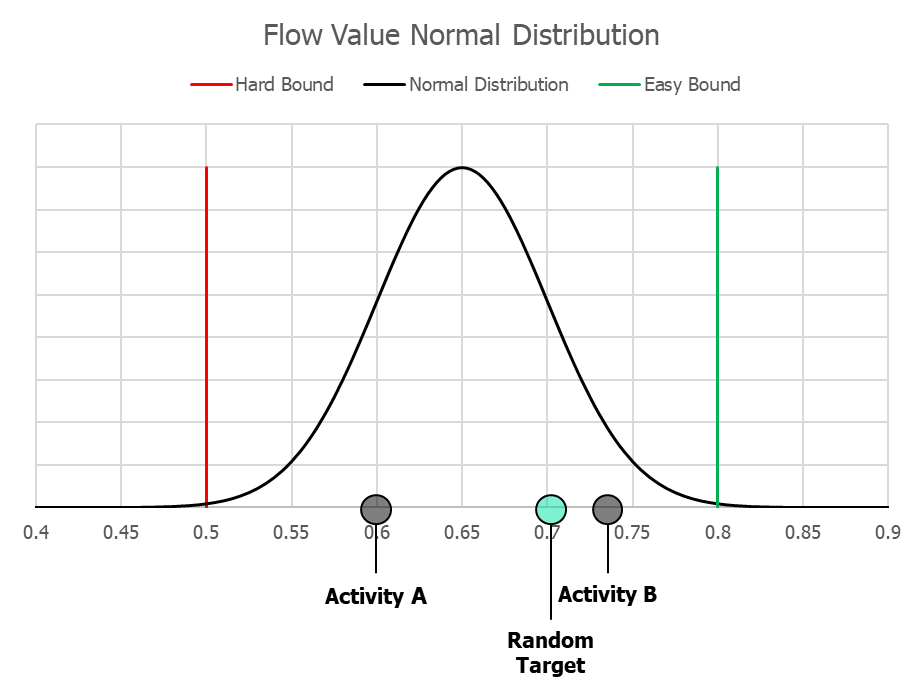 Flow Value Normal Distribution
Hard Bound Normal Distribution Easy Bound
0.4 0.45 0.5 0.55 0.6 0.65 0.7 0.75 0.8 0.85 0.9
Activity A
Activity B
Random
Target